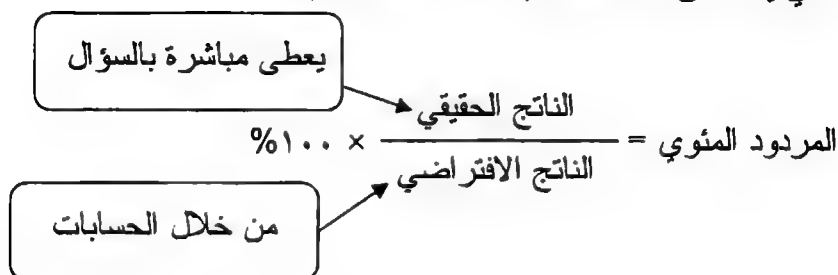 يعطى مباشرة بالسؤال
المردود المئوي = الناتج الحقيقي / الناتج الافتراضي × ١٠٠%
من خلال الحسابات